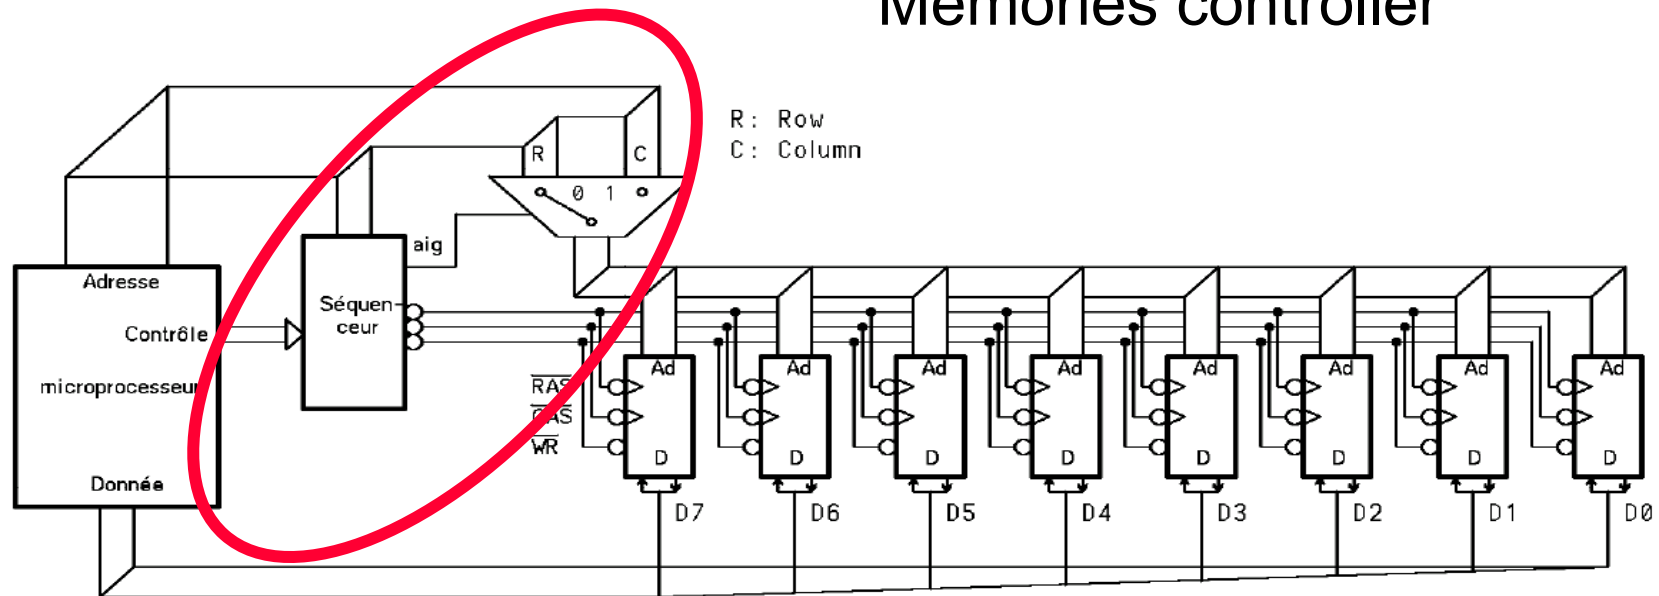 Memories controller
R: Row
C: Column
R
C
0 1
aig
Adresse
Contrôle
microprocesseur
Donnée
Séquen-
ceur
RAS
CAS
WR
Ad Ad Ad Ad Ad Ad Ad Ad
D D D D D D D D
D7 D6 D5 D4 D3 D2 D1 D0